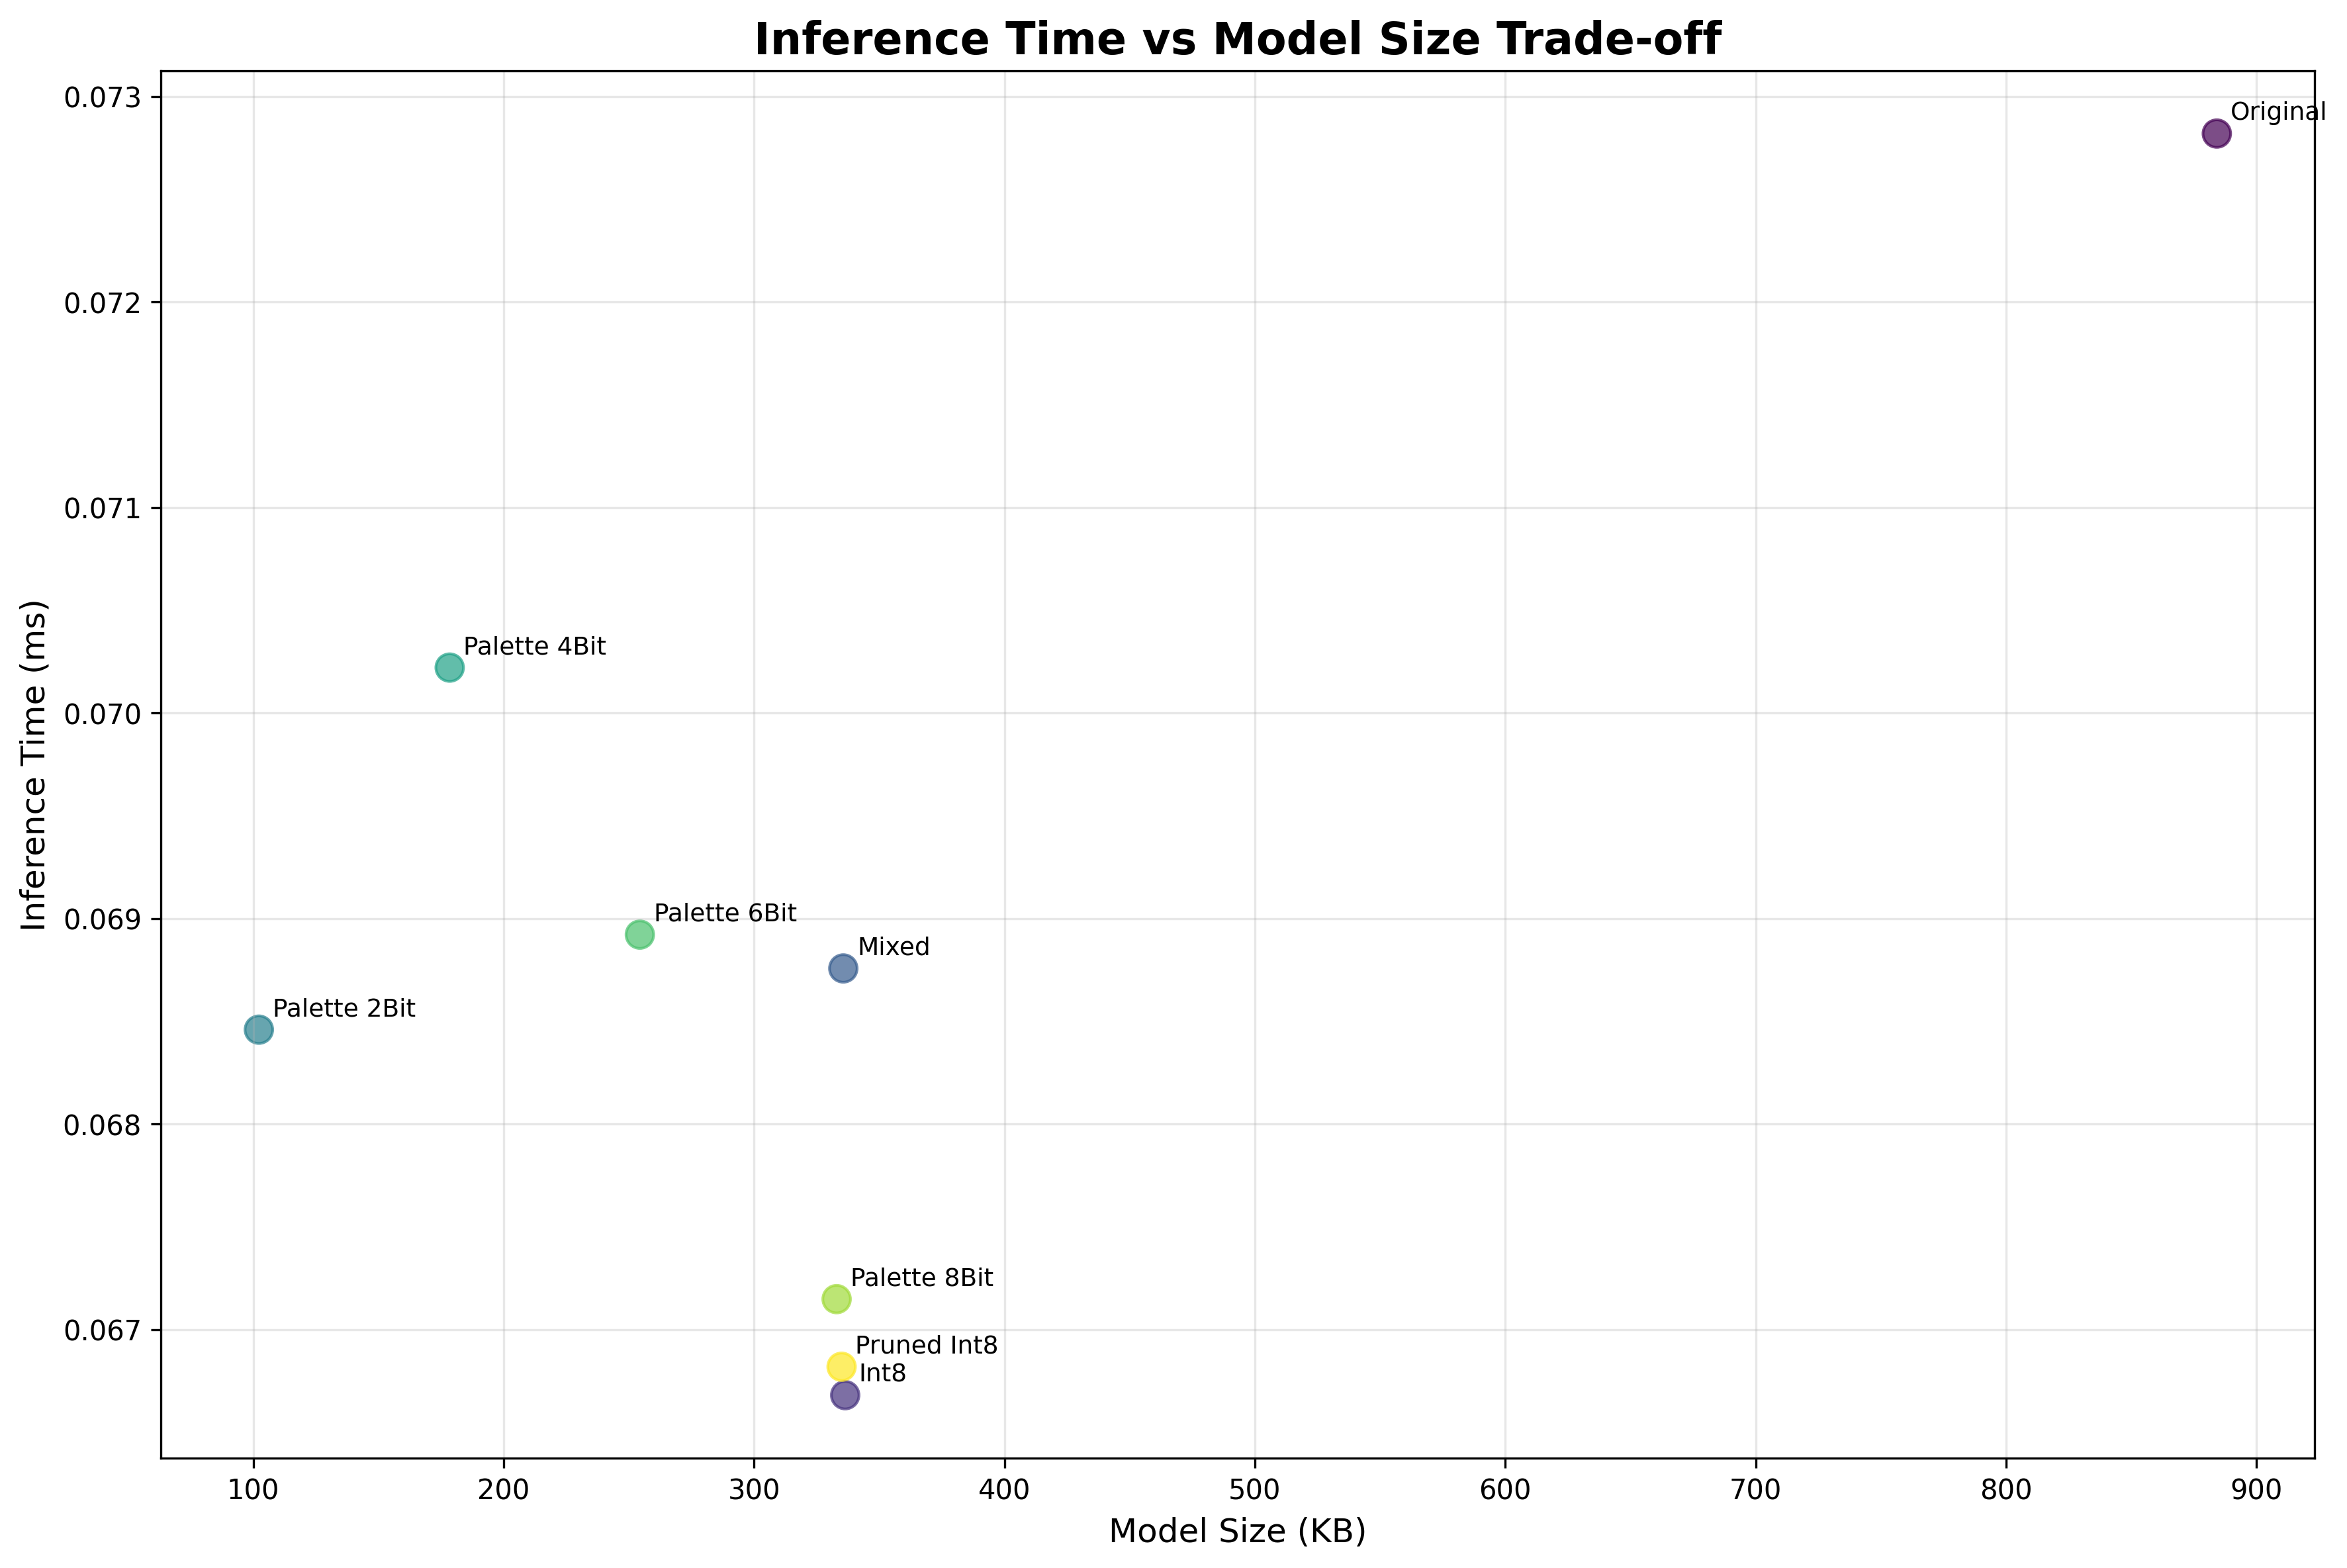 Inference Time vs Model Size Trade-off
0.073
Original
0.072
0.071
Palette 4Bit
0.070
Palette 6Bit
0.069
Mixed
Palette 2Bit
0.068
Palette 8Bit
0.067
Pruned Int8
Int8
Inference Time (ms)
100 200 300 400 500 600 700 800 900
Model Size (KB)